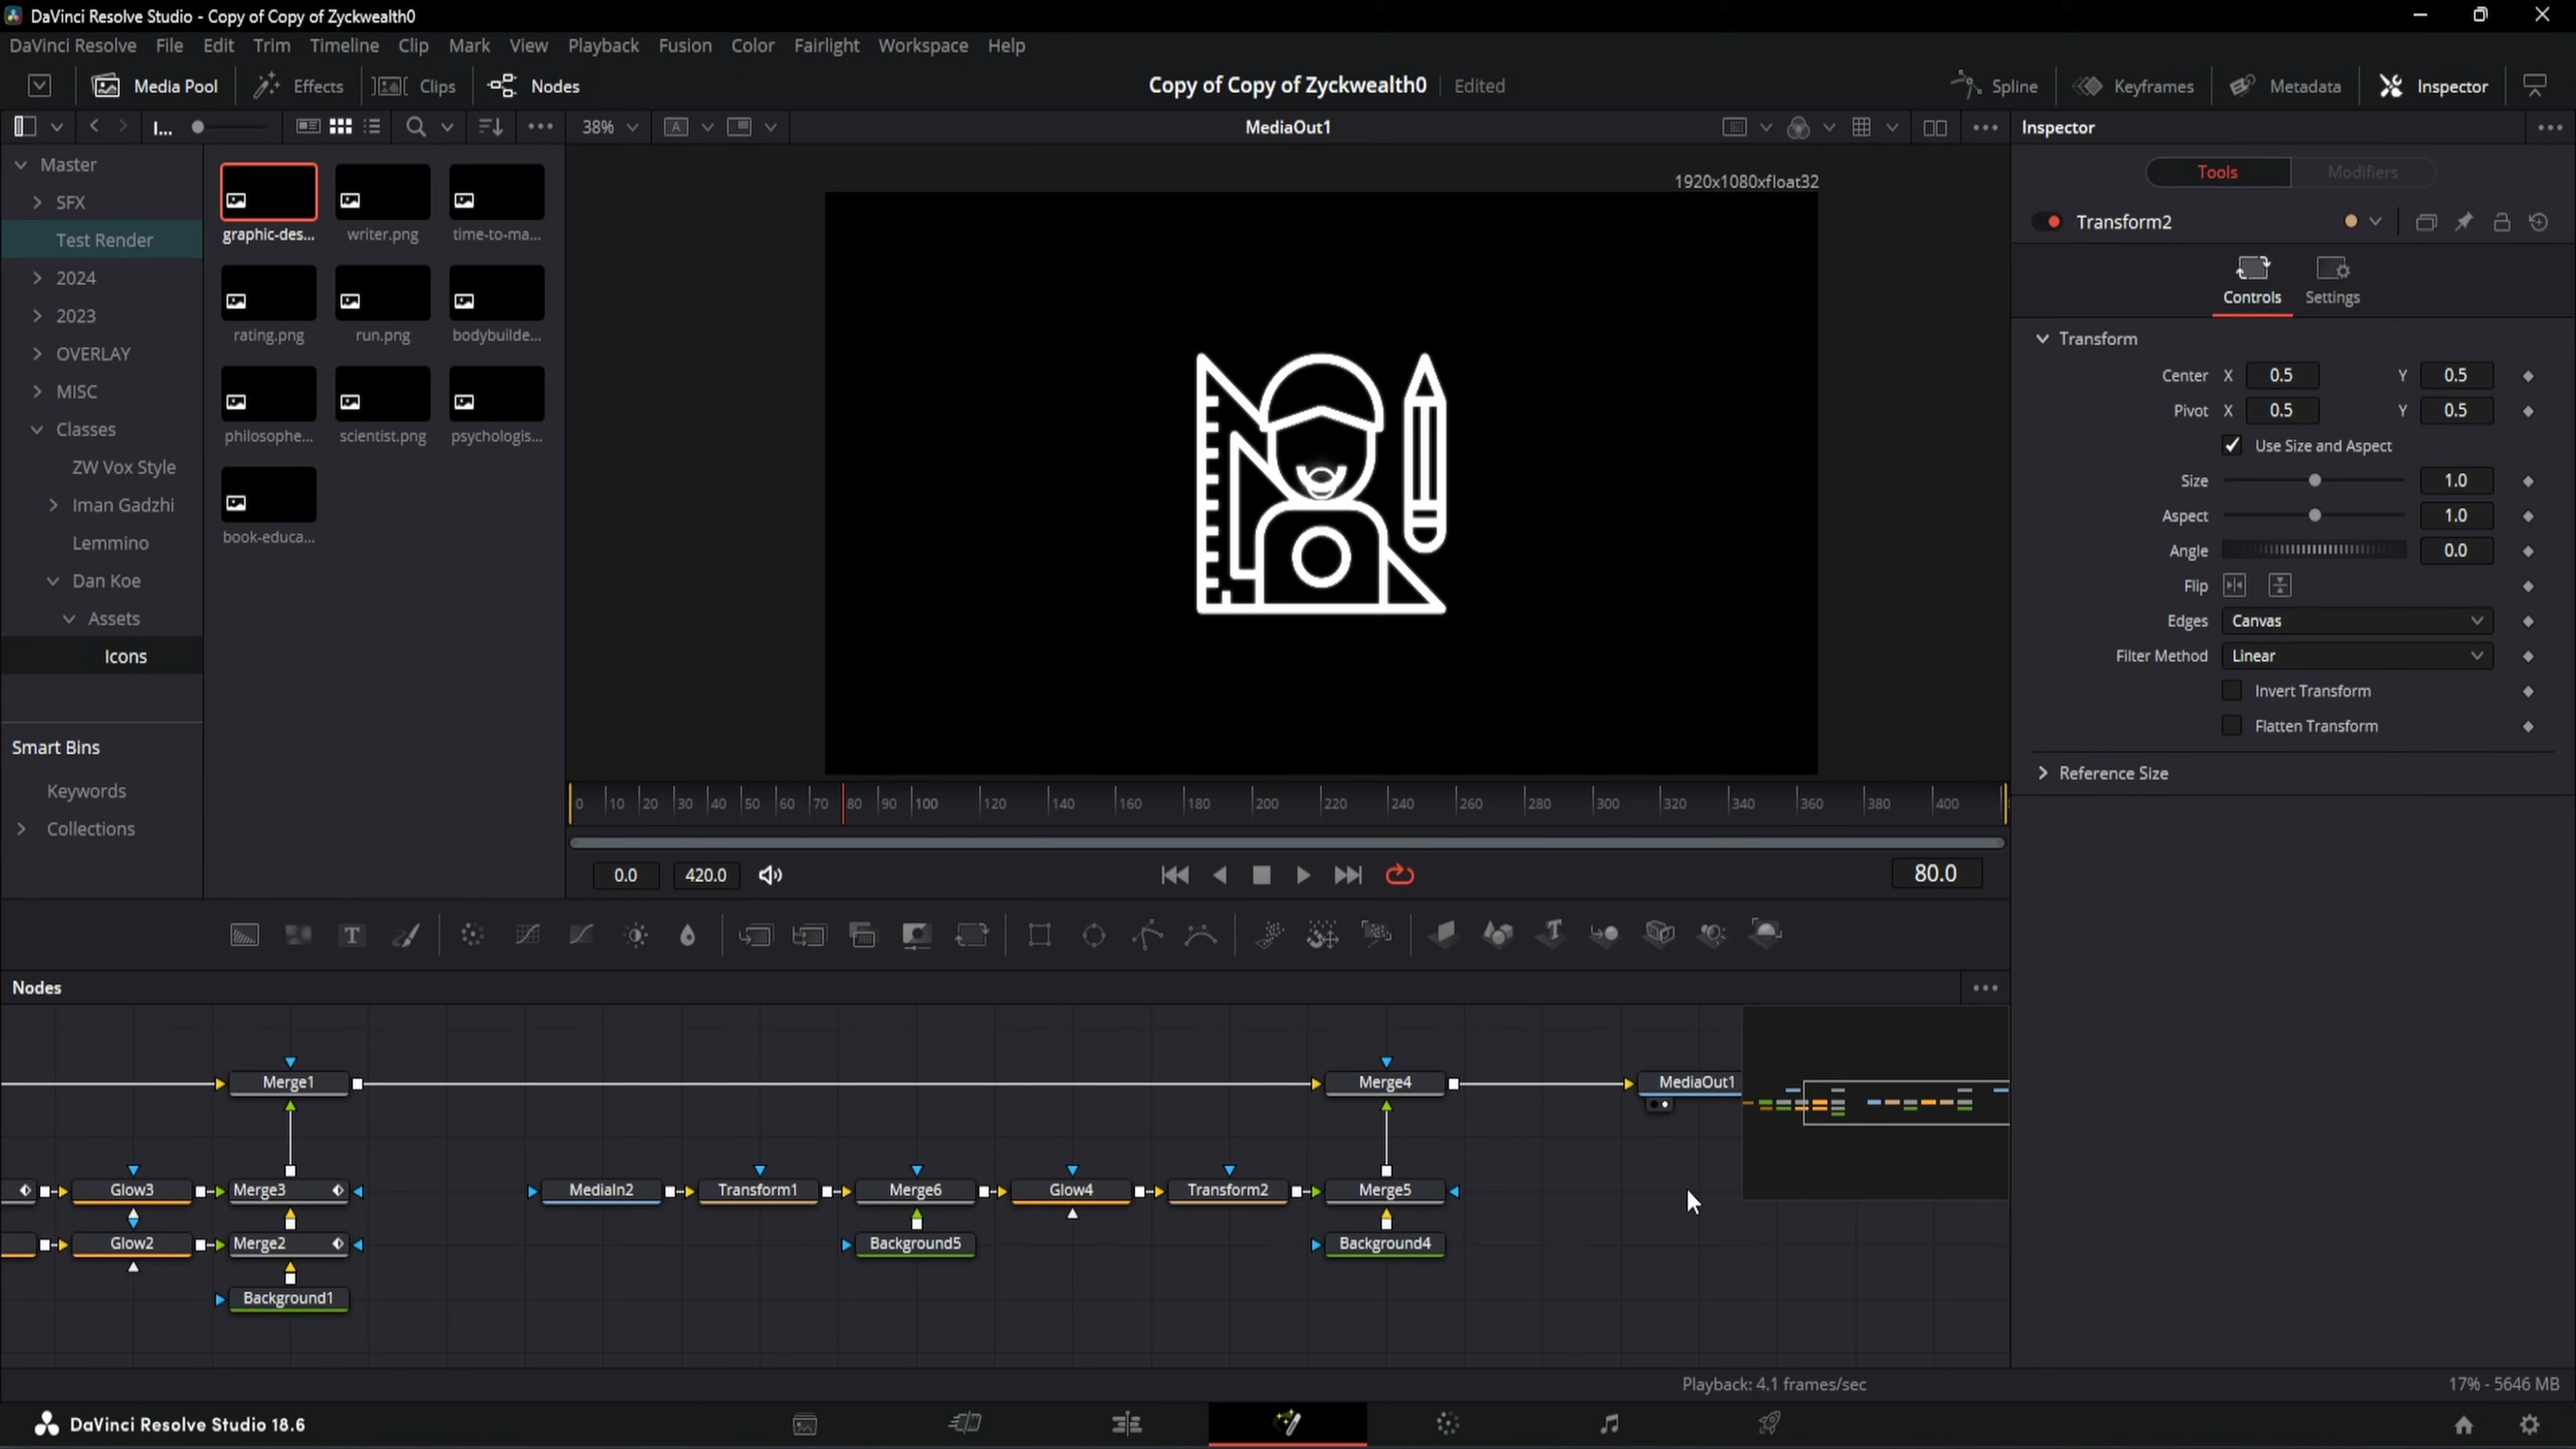 DaVinci Resolve Studio - Copy of Copy of Zyckwealth0
DaVinci Resolve File Edit Trim Timeline Clip Mark View Playback Fusion Color Fairlight Workspace Help
Media Pool Effects Clips Nodes Copy of Copy of Zyckwealth0 Edited Spline Keyframes Metadata Inspector
I... 38% A MediaOut1 Inspector
Master
SFX
Test Render
2024
2023
OVERLAY
MISC
Classes
ZW Vox Style
Iman Gadzhi
Lemmino
Dan Koe
Assets
Icons
Smart Bins
Keywords
Collections
graphic-des... writer.png time-to-ma...
rating.png run.png bodybuilde...
philosophe... scientist.png psychologis...
book-educa...
1920x1080xfloat32
0 10 20 30 40 50 60 70 80 90 100 120 140 160 180 200 220 240 260 280 300 320 340 360 380 400
0.0 420.0 80.0
Tools Modifiers
Transform2
Controls Settings
Transform
Center X 0.5 Y 0.5
Pivot X 0.5 Y 0.5
Use Size and Aspect
Size 1.0
Aspect 1.0
Angle 0.0
Flip
Edges Canvas
Filter Method Linear
Invert Transform
Flatten Transform
Reference Size
T T
Nodes
Merge1 Merge4 MediaOut1
Glow3 Merge3 MediaIn2 Transform1 Merge6 Glow4 Transform2 Merge5
Glow2 Merge2 Background5 Background4
Background1
Playback: 4.1 frames/sec 17% - 5646 MB
DaVinci Resolve Studio 18.6